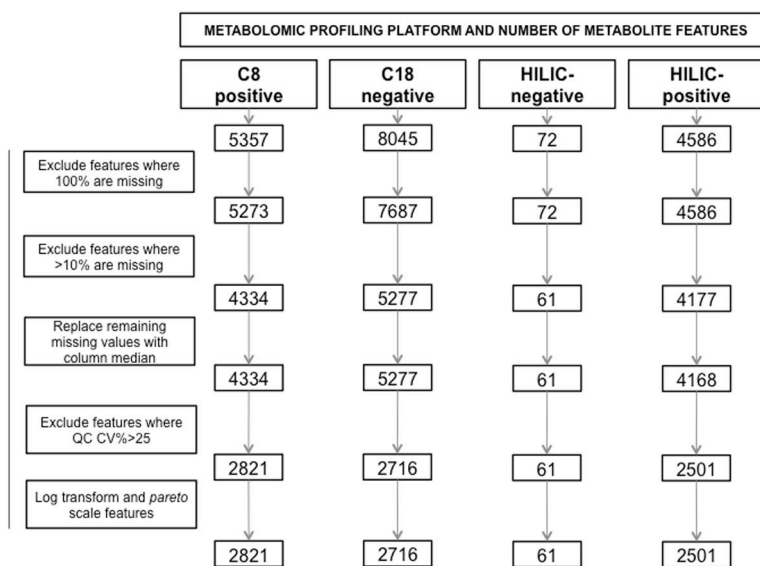 METABOLOMIC PROFILING PLATFORM AND NUMBER OF METABOLITE FEATURES
C8 positive
C18 negative
HILIC-negative
HILIC-positive
5357 8045 72 4586
Exclude features where
100% are missing
5273 7687 72 4586
Exclude features where
>10% are missing
4334 5277 61 4177
Replace remaining
missing values with
column median
4334 5277 61 4168
Exclude features where
QC CV%>25
2821 2716 61 2501
Log transform and pareto
scale features
2821 2716 61 2501